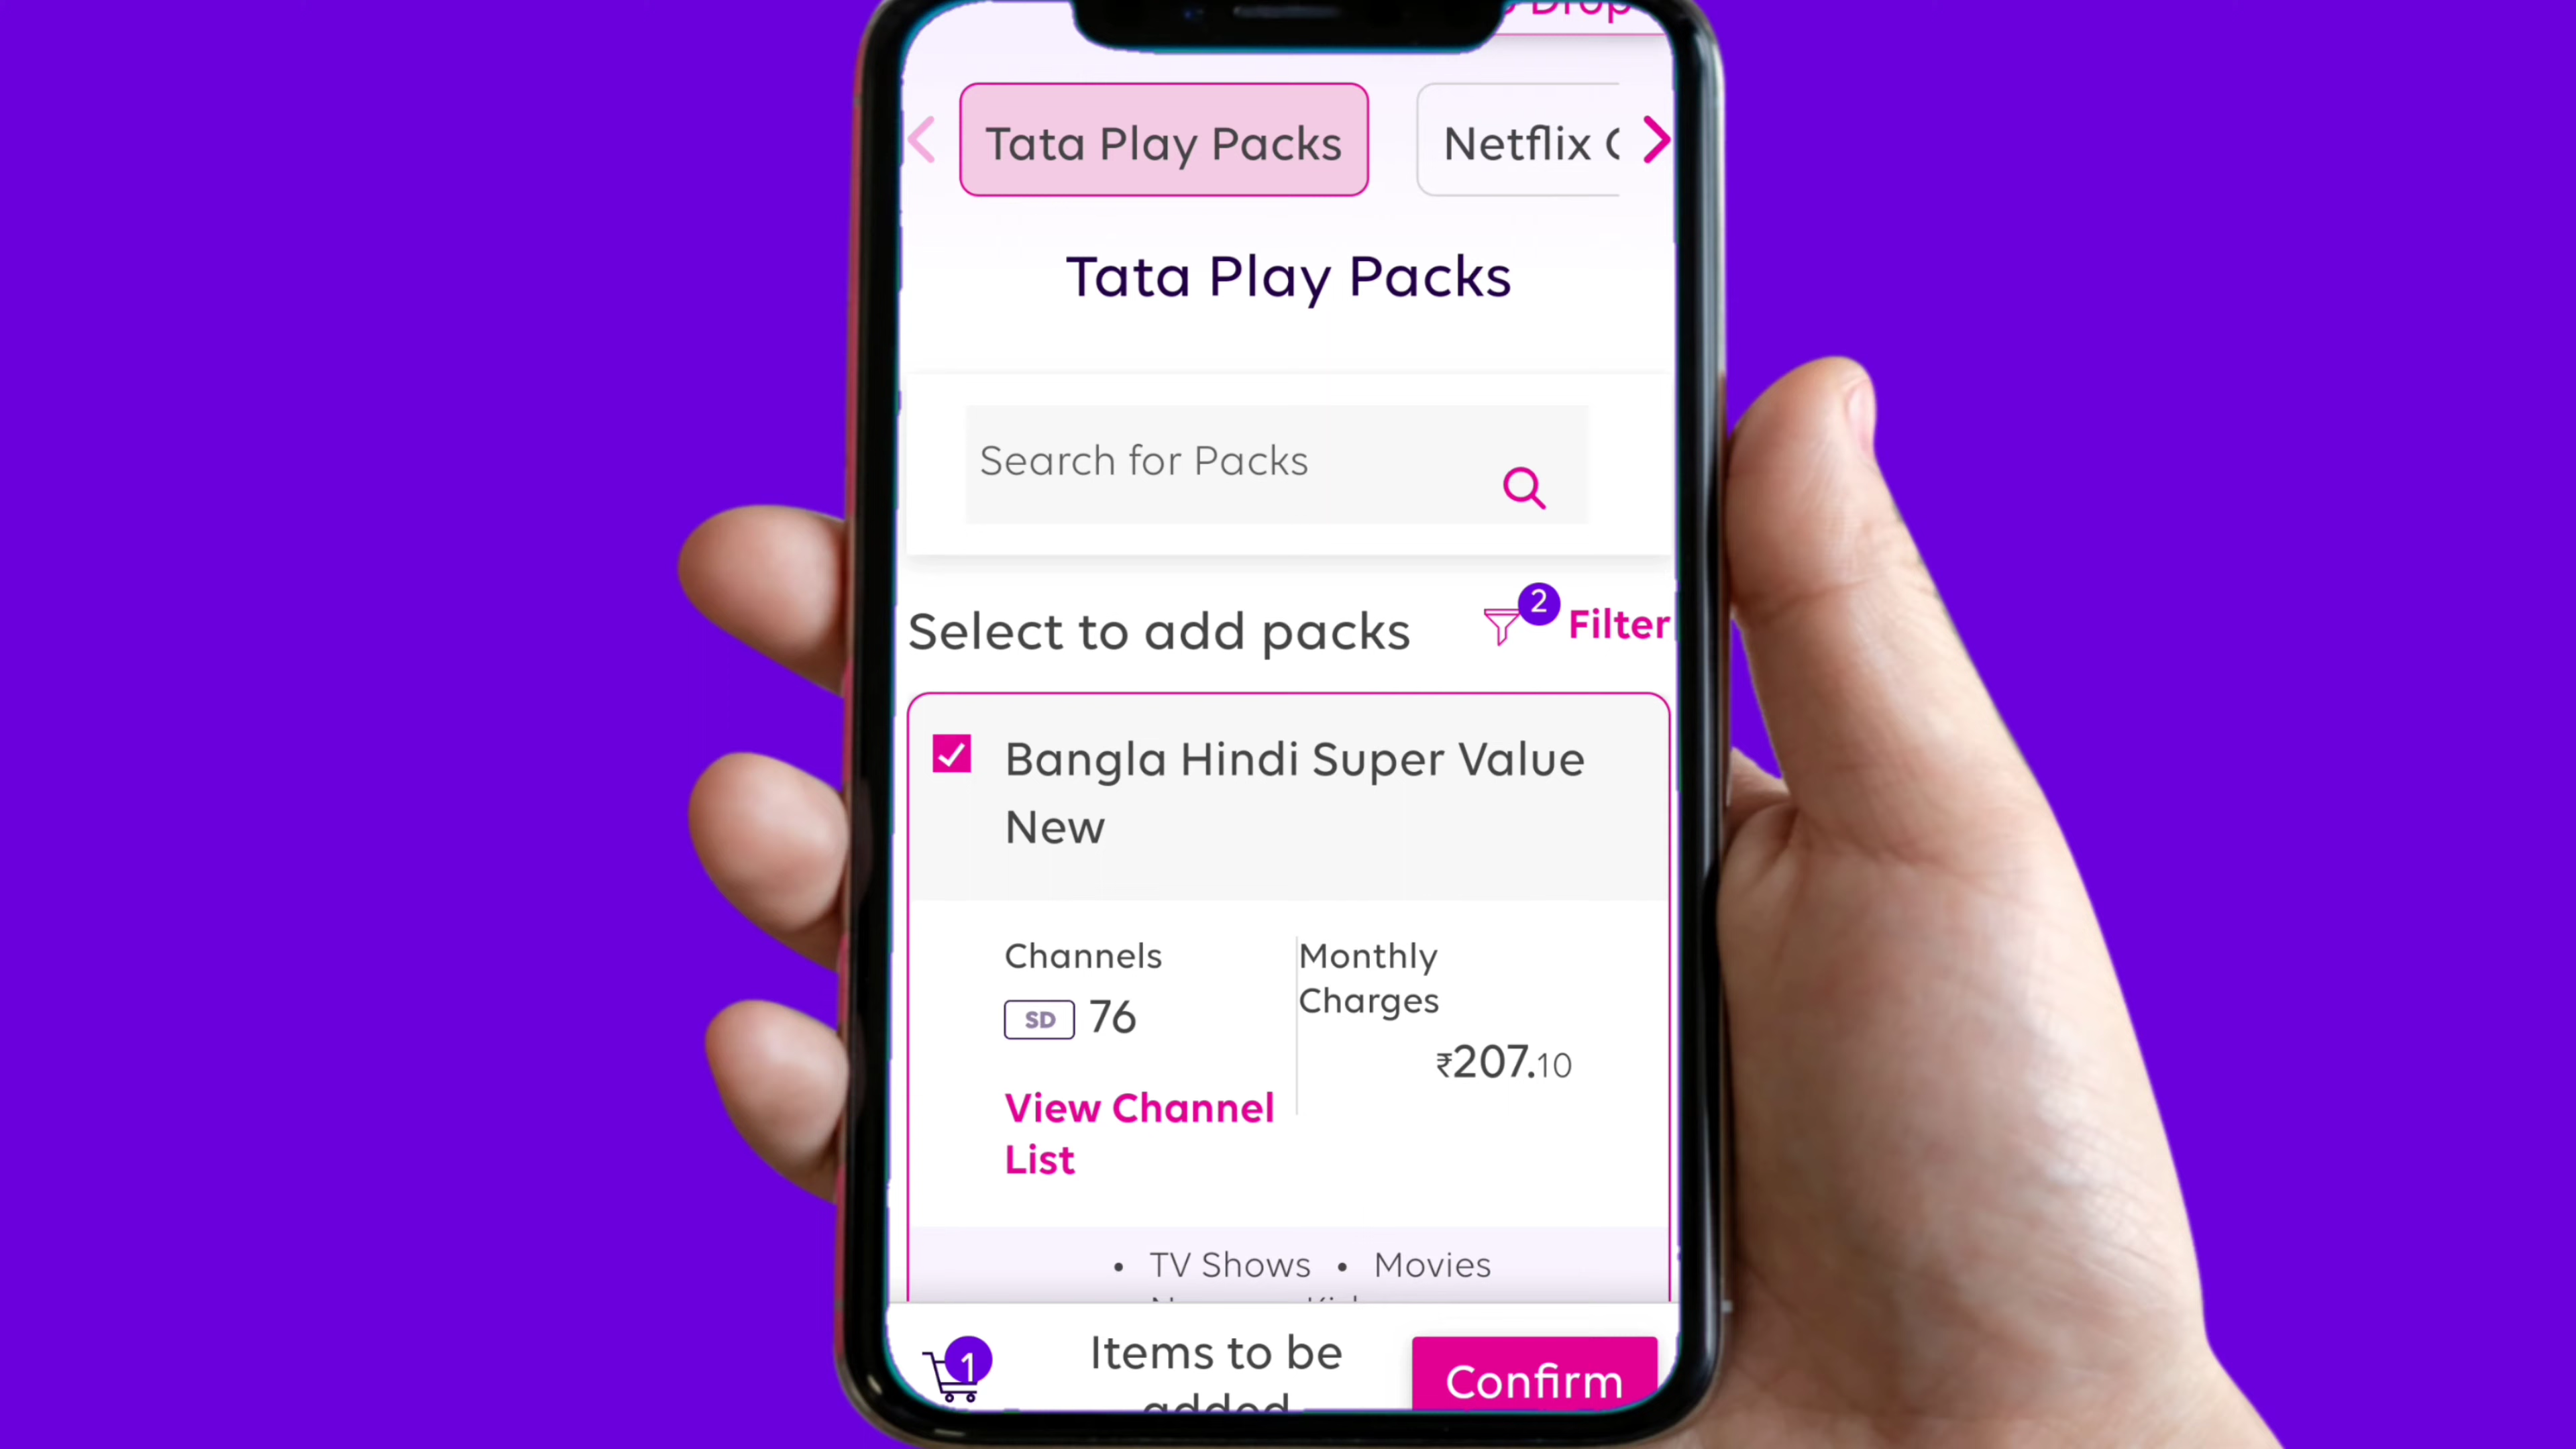 Drop
Tata Play Packs
Netflix
Tata Play Packs
Search for Packs
Select to add packs
2
Filter
Bangla Hindi Super Value
New
Channels
SD 76
View Channel
List
Monthly
Charges
₹207.10
• TV Shows • Movies
1
Items to be
added
Confirm